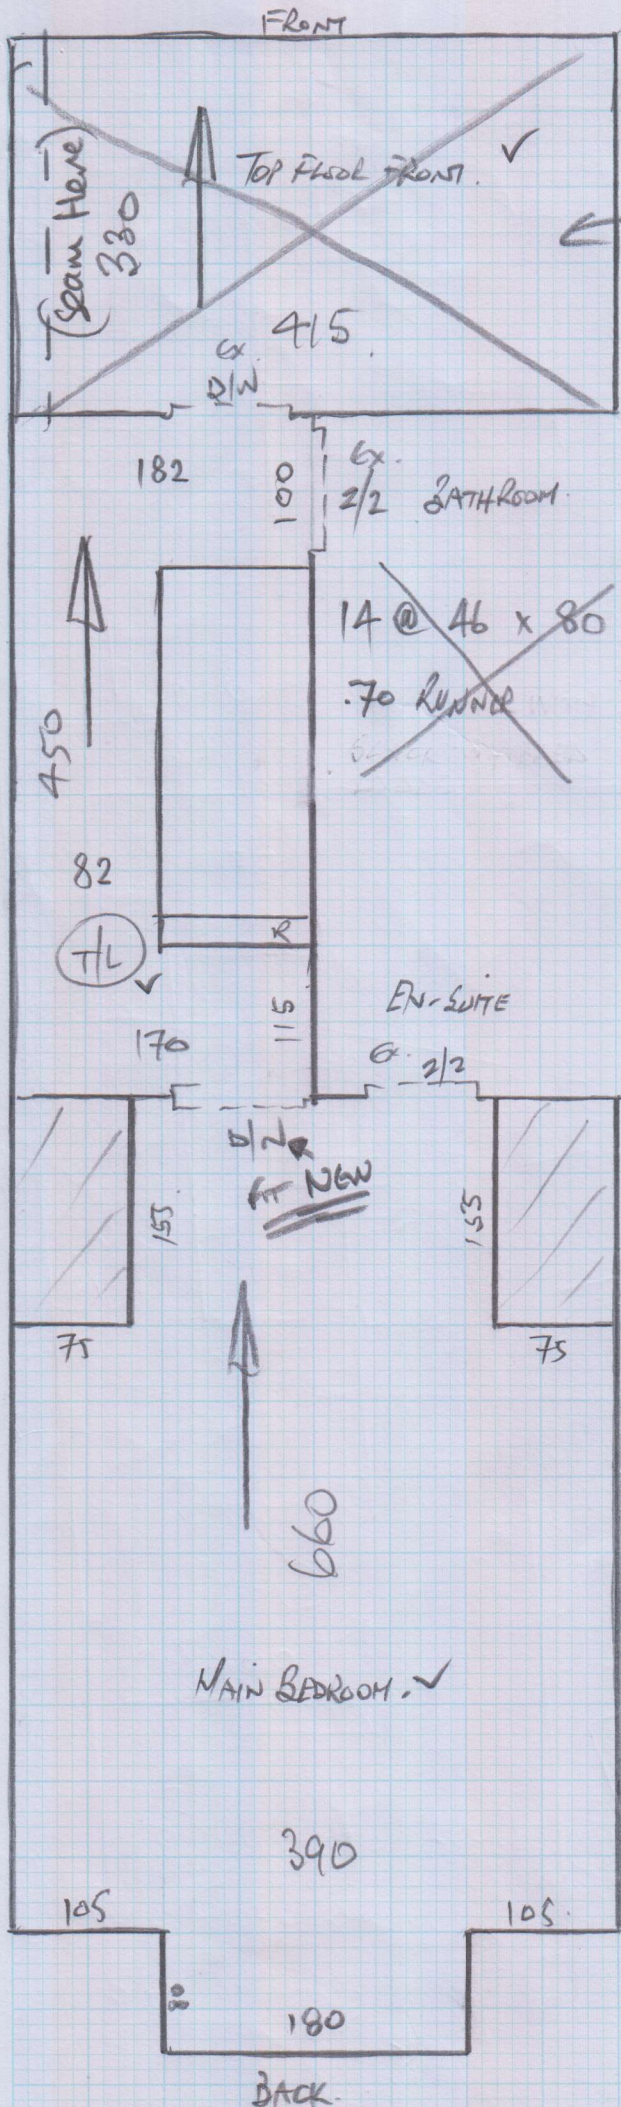 FRONT
(Seam Here)
330
TOP FLOOR FRONT. ✓
415.
Ex.
D/W
182
100
Ex.
2/2 BATHROOM.
14 @ 46 x 80
.70 RUNNER
450
82
T/L
✓
R
115
170
EN-SUITE
Ex. 2/2
NEW
155
155
75
75
660
MAIN BEDROOM. ✓
390
105
105.
80
180
BACK.